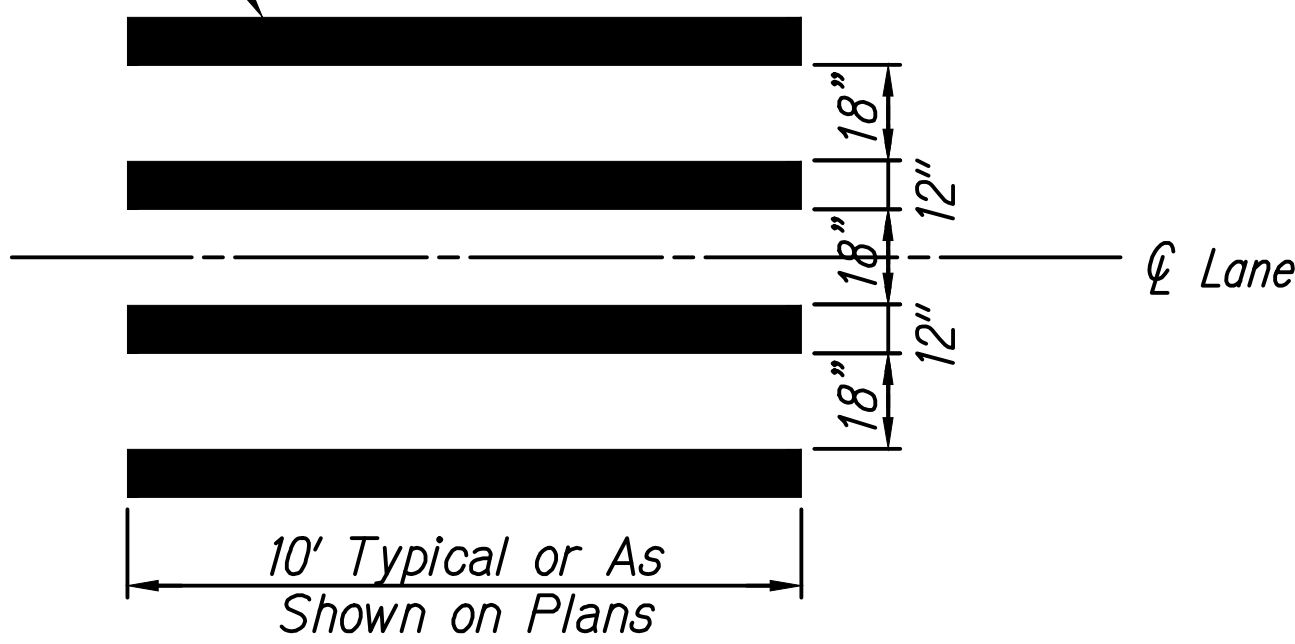 18”
12”
18”
℄ Lane
12”
18”
10' Typical or As
Shown on Plans